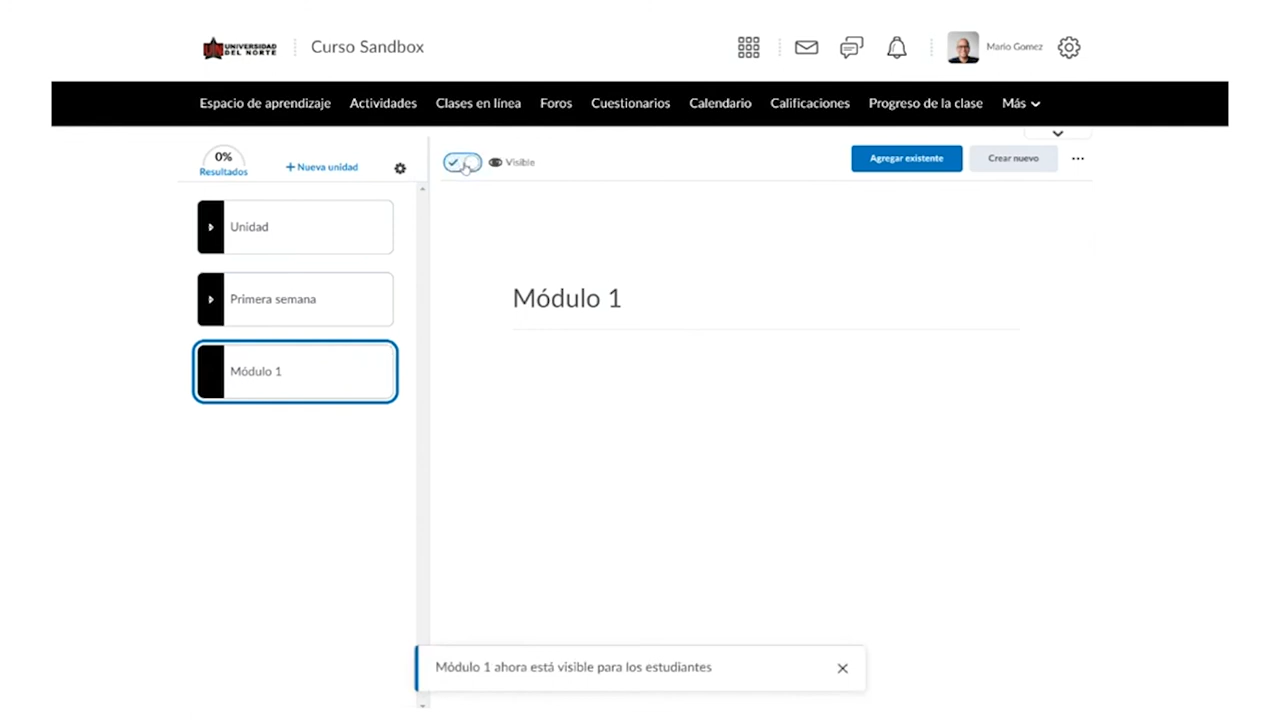 UNIVERSIDAD
DEL NORTE
Curso Sandbox
Mario Gomez
Espacio de aprendizaje Actividades Clases en línea Foros Cuestionarios Calendario Calificaciones Progreso de la clase Más
0%
Resultados
+ Nueva unidad
Visible
Agregar existente
Crear nuevo
Unidad
Primera semana
Módulo 1
Módulo 1
Módulo 1 ahora está visible para los estudiantes